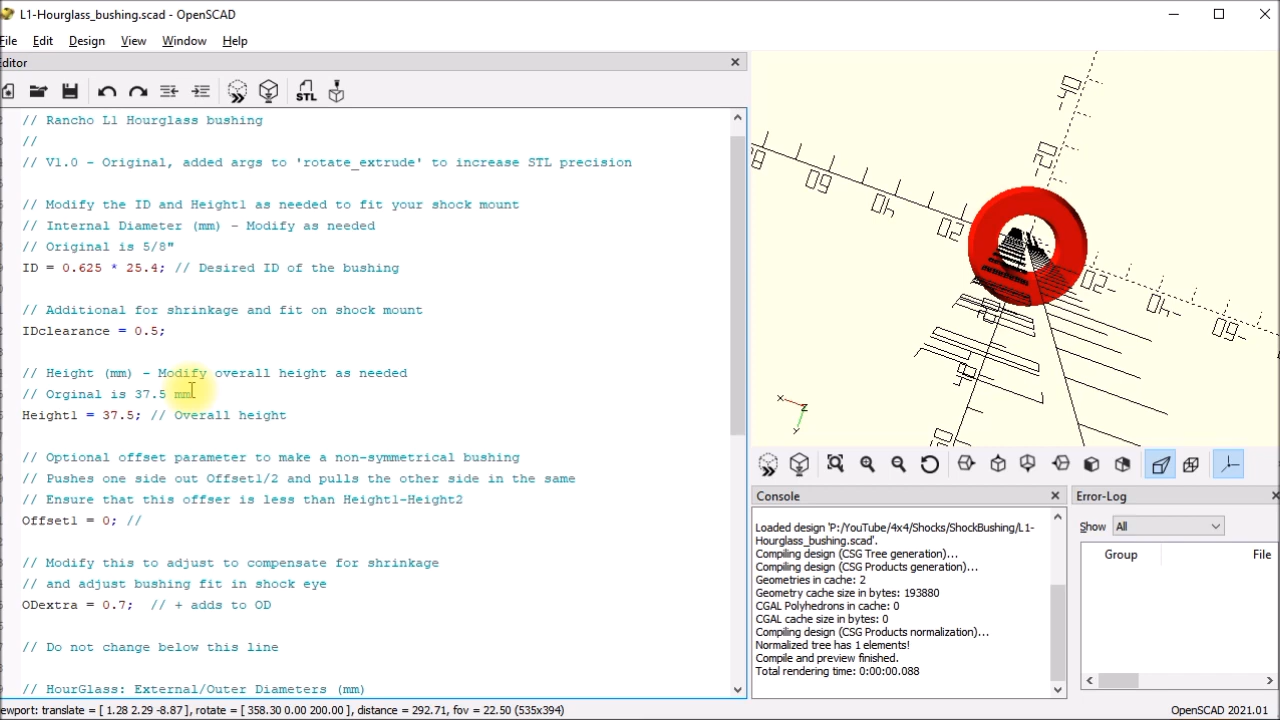 L1-Hourglass_bushing.scad - OpenSCAD
File Edit Design View Window Help
ditor
STL
// Rancho L1 Hourglass bushing
//
// V1.0 - Original, added args to 'rotate_extrude' to increase STL precision
// Modify the ID and Height1 as needed to fit your shock mount
// Internal Diameter (mm) - Modify as needed
// Original is 5/8"
ID = 0.625 * 25.4; // Desired ID of the bushing
// Additional for shrinkage and fit on shock mount
IDclearance = 0.5;
// Height (mm) - Modify overall height as needed
// Orginal is 37.5 mm
Height1 = 37.5; // Overall height
// Optional offset parameter to make a non-symmetrical bushing
// Pushes one side out Offset1/2 and pulls the other side in the same
// Ensure that this offser is less than Height1-Height2
Offset1 = 0; //
// Modify this to adjust to compensate for shrinkage
// and adjust bushing fit in shock eye
ODextra = 0.7; // + adds to OD
// Do not change below this line
// HourGlass: External/Outer Diameters (mm)
x
z
y
Console
Loaded design 'P:/YouTube/4x4/Shocks/ShockBushing/L1-
Hourglass_bushing.scad'.
Compiling design (CSG Tree generation)...
Compiling design (CSG Products generation)...
Geometries in cache: 2
Geometry cache size in bytes: 193880
CGAL Polyhedrons in cache: 0
CGAL cache size in bytes: 0
Compiling design (CSG Products normalization)...
Normalized tree has 1 elements!
Compile and preview finished.
Total rendering time: 0:00:00.088
Error-Log
Show All
Group File
iewport: translate = [ 1.28 2.29 -8.87 ], rotate = [ 358.30 0.00 200.00 ], distance = 292.71, fov = 22.50 (535x394)
OpenSCAD 2021.01